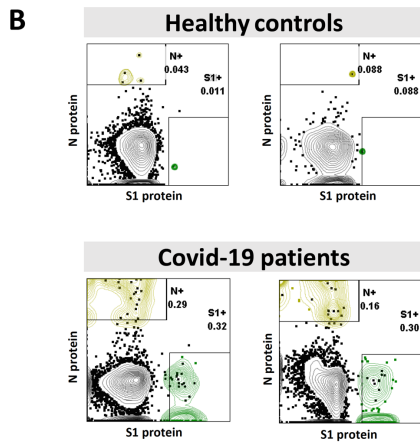 B
Healthy controls
N+
0.043
S1+
0.011
N protein
S1 protein
N+
0.088
S1+
0.088
N protein
S1 protein
Covid-19 patients
N+
0.29
S1+
0.32
N protein
S1 protein
N+
0.16
S1+
0.30
N protein
S1 protein